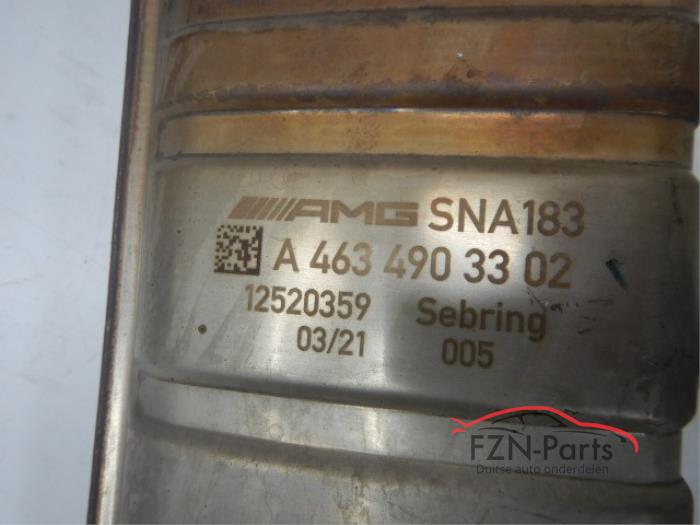 AMG SNA183
A 463 490 33 02
12520359 Sebring
03/21 005
FZN-Parts
Duitse auto onderdelen